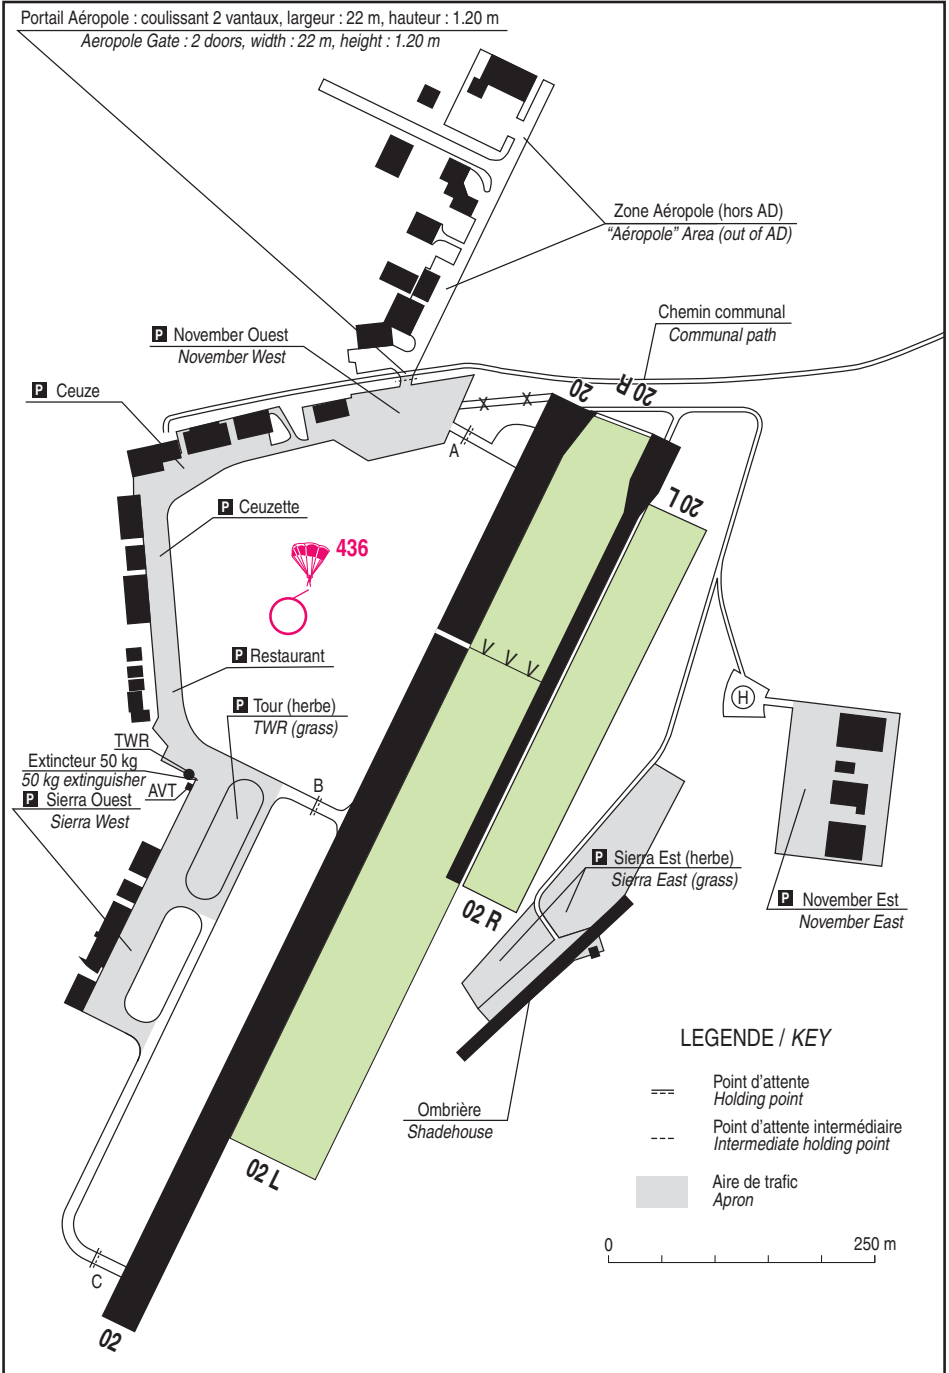 Portail Aéropole : coulissant 2 vantaux, largeur : 22 m, hauteur : 1.20 m
Aeropole Gate : 2 doors, width : 22 m, height : 1.20 m
Zone Aéropole (hors AD)
“Aéropole” Area (out of AD)
Chemin communal
Communal path
P November Ouest
November West
P Ceuze
20
20 R
A
20 L
P Ceuzette
436
P Restaurant
P Tour (herbe)
TWR (grass)
H
TWR
Extincteur 50 kg
50 kg extinguisher
AVT
B
P Sierra Ouest
Sierra West
P Sierra Est (herbe)
Sierra East (grass)
P November Est
November East
02 R
LEGENDE / KEY
Point d'attente
Holding point
Point d'attente intermédiaire
Intermediate holding point
Aire de trafic
Apron
Ombrière
Shadehouse
02 L
0 250 m
C
02